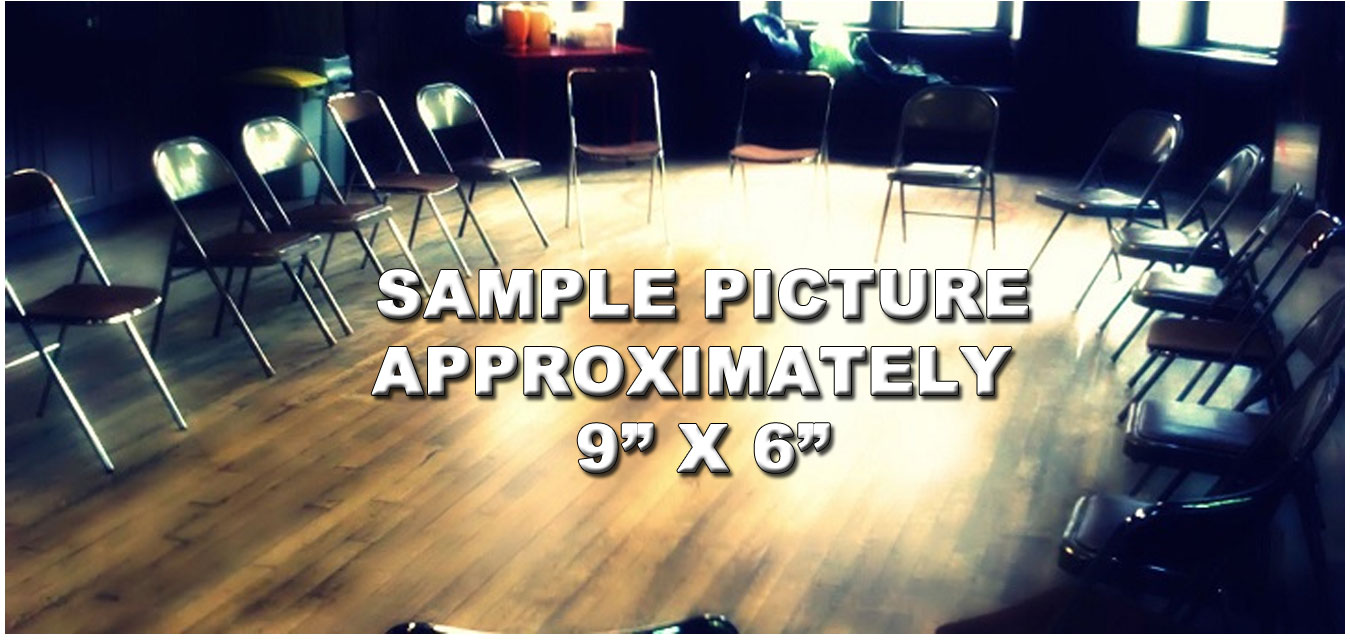 SAMPLE PICTURE
APPROXIMATELY
9” X 6”